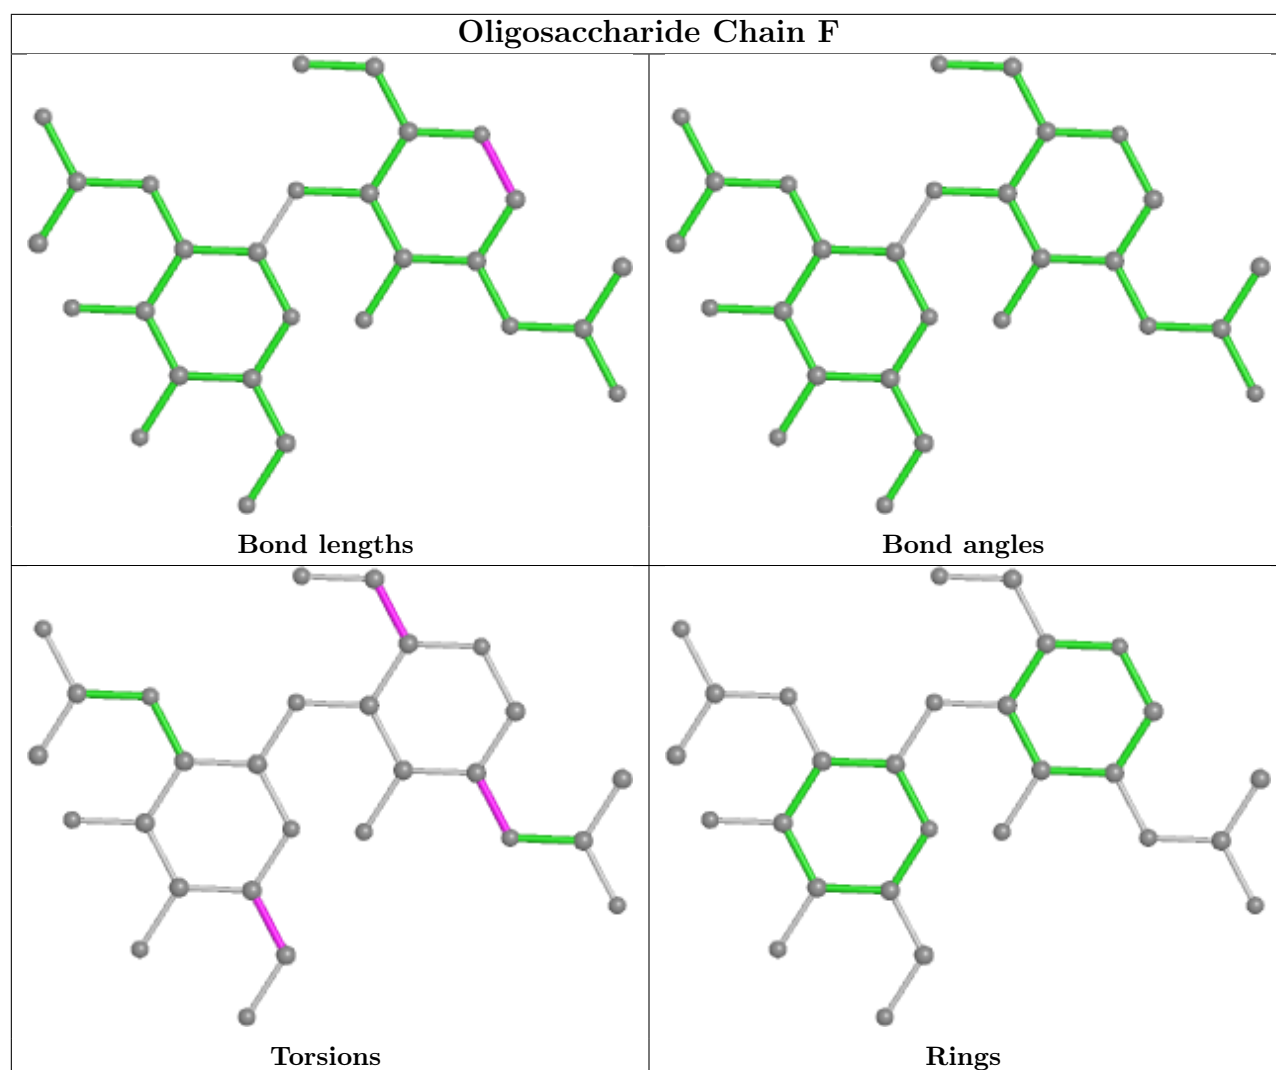 Oligosaccharide Chain F
Bond lengths
Bond angles
Torsions
Rings